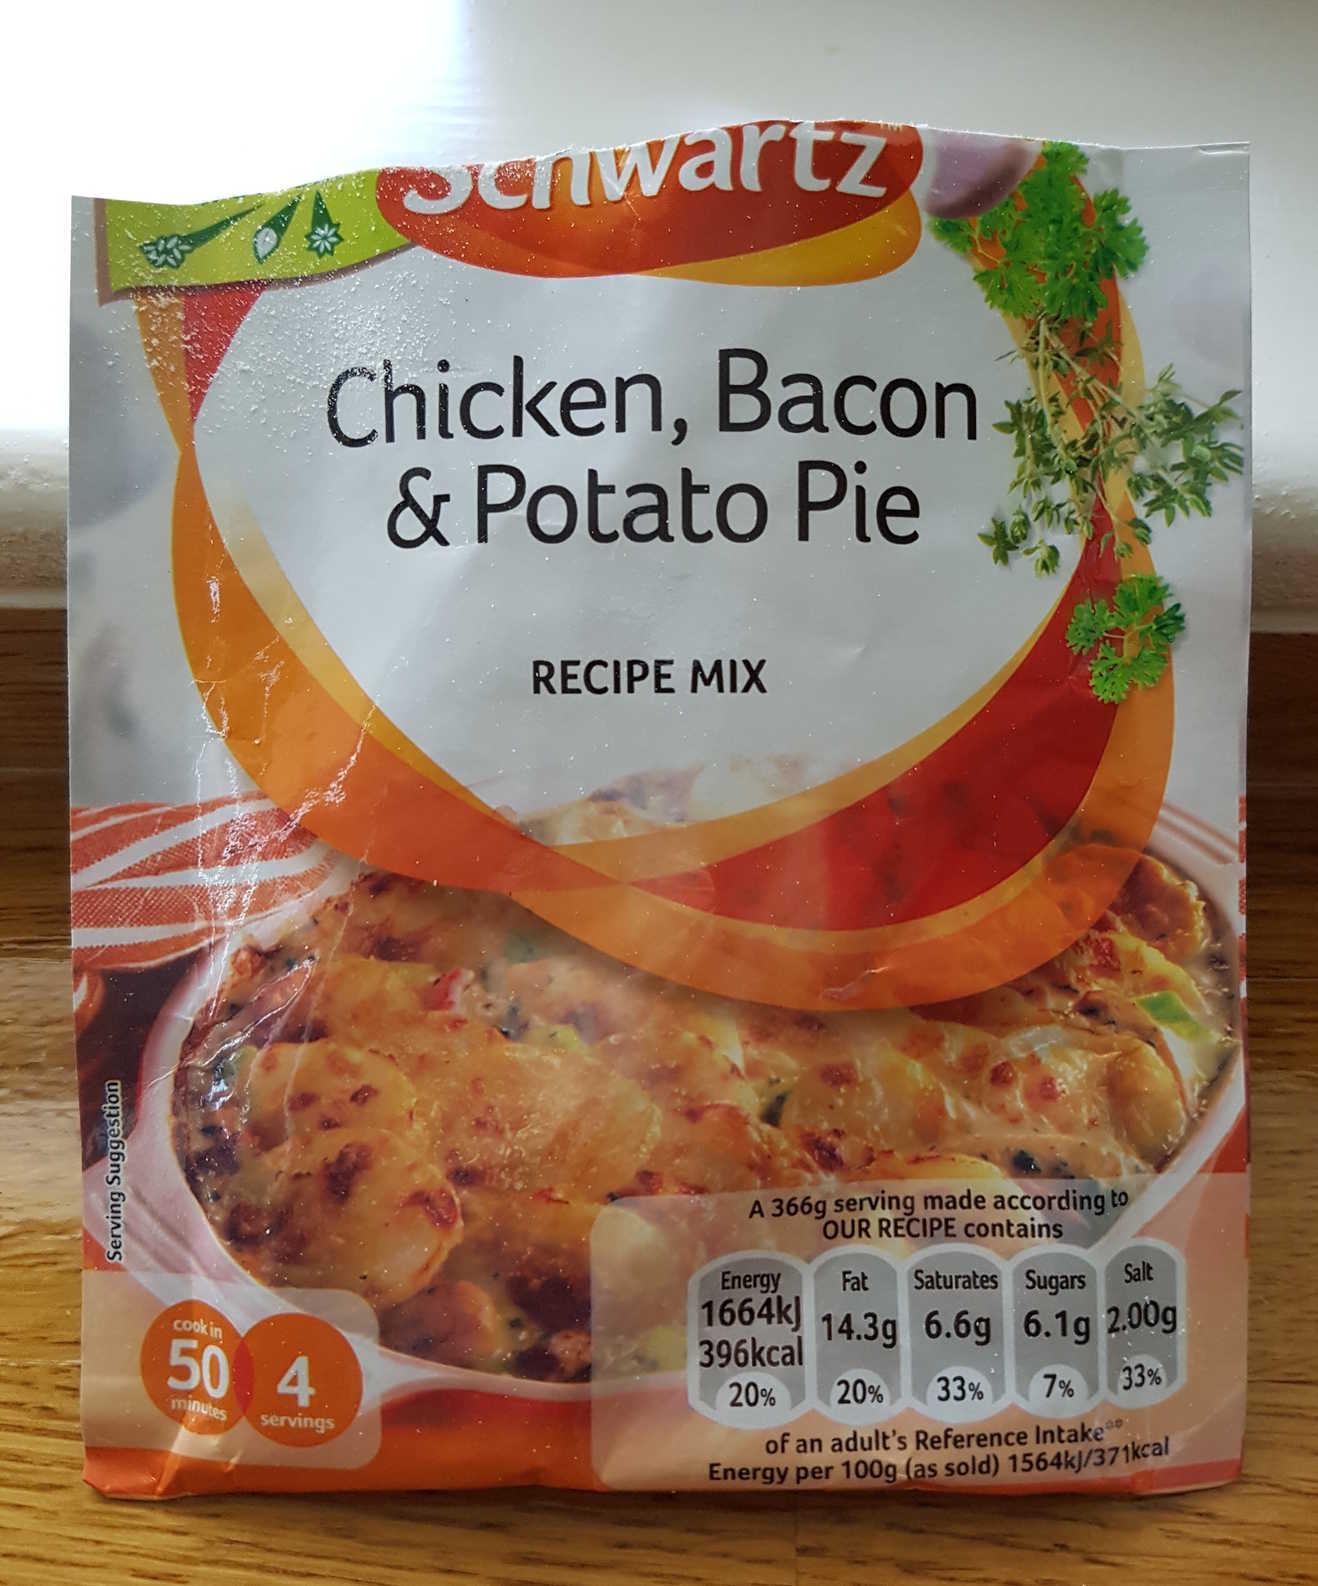 Schwartz™
Chicken, Bacon
& Potato Pie
RECIPE MIX
Serving Suggestion
cook in
50
minutes
4
servings
A 366g serving made according to
OUR RECIPE contains
Energy
1664kJ
396kcal
20%
Fat
14.3g
20%
Saturates
6.6g
33%
Sugars
6.1g
7%
Salt
2.00g
33%
of an adult's Reference Intake°°
Energy per 100g (as sold) 1564kJ/371kcal